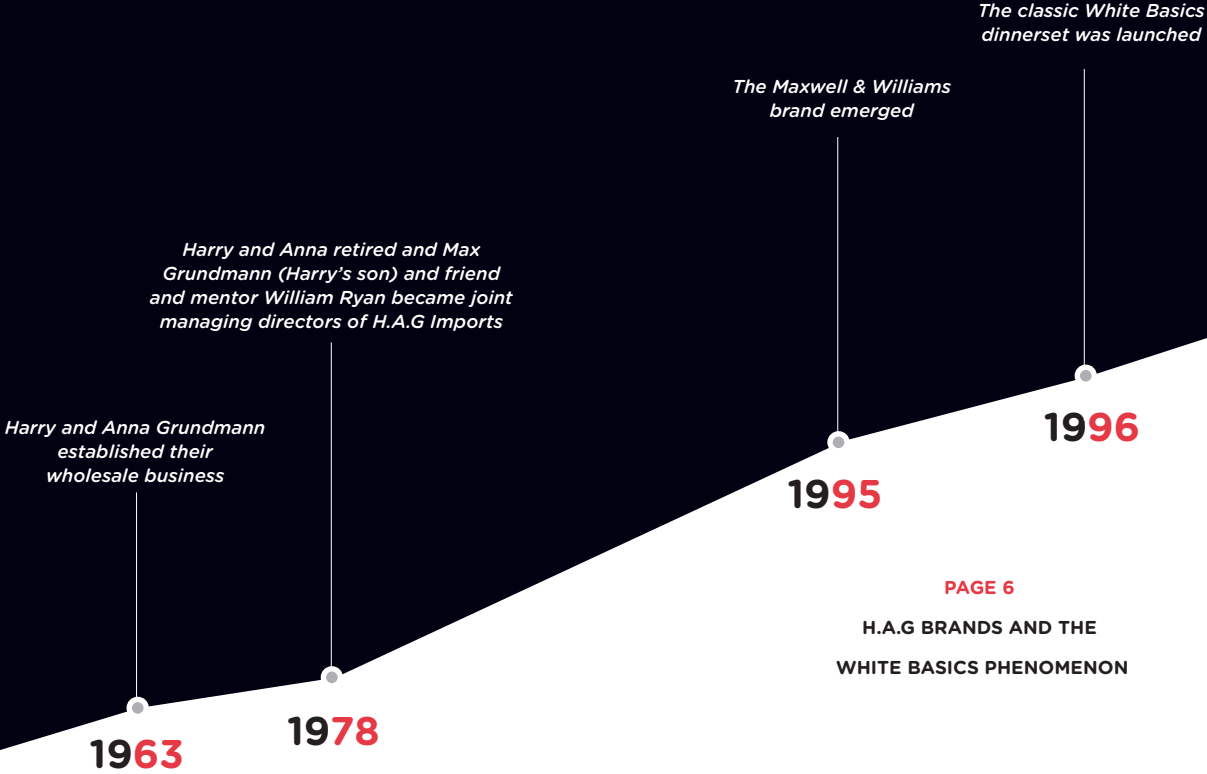 Harry and Anna Grundmann
established their
wholesale business
1963
Harry and Anna retired and Max
Grundmann (Harry's son) and friend
and mentor William Ryan became joint
managing directors of H.A.G Imports
1978
The Maxwell & Williams
brand emerged
1995
The classic White Basics
dinnerset was launched
1996
PAGE 6
H.A.G BRANDS AND THE
WHITE BASICS PHENOMENON